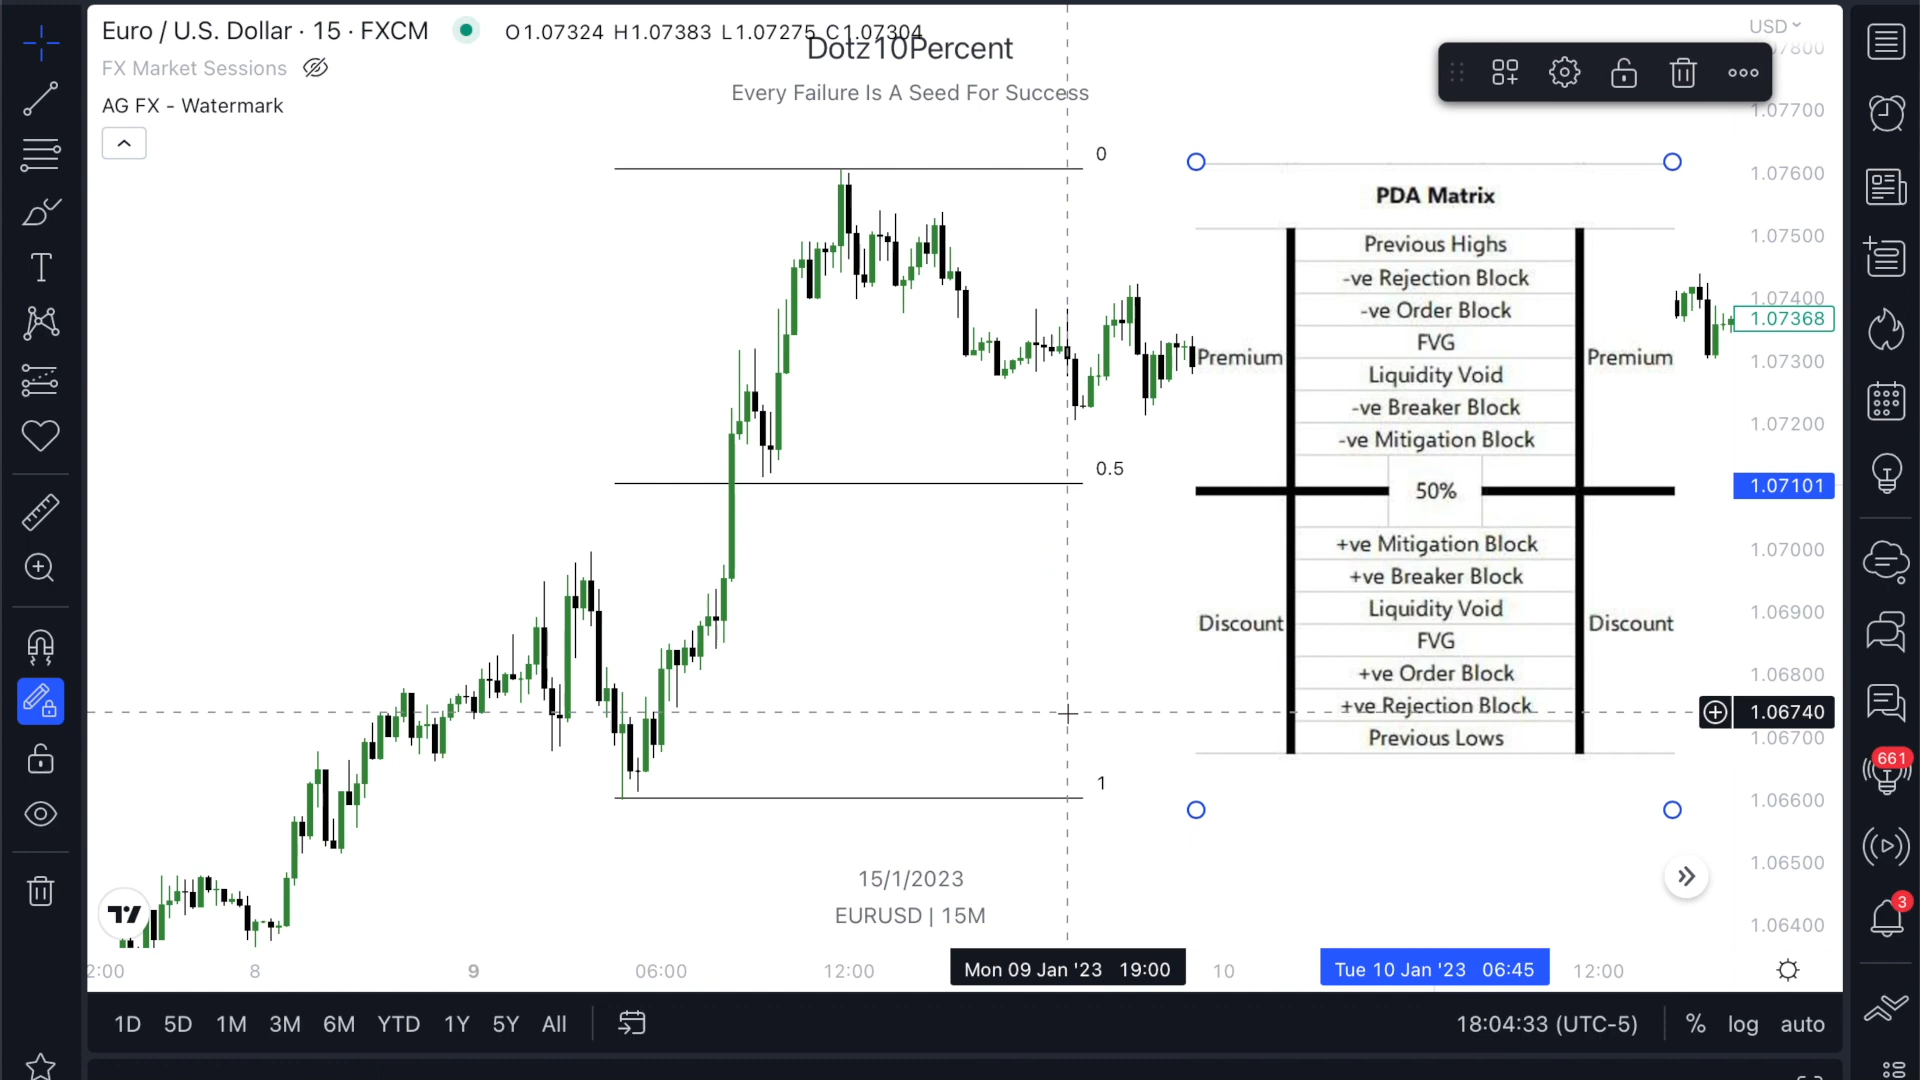 Euro / U.S. Dollar · 15 · FXCM
O1.07324 H1.07383 L1.07275 C1.07304
Dotz10Percent
Every Failure Is A Seed For Success
FX Market Sessions
AG FX - Watermark
USD
1.07700
1.07600
1.07500
1.07400
1.07368
1.07300
1.07200
1.07101
1.07000
1.06900
1.06800
1.06740
1.06700
1.06600
1.06500
1.06400
0
0.5
1
PDA Matrix
Previous Highs
-ve Rejection Block
-ve Order Block
FVG
Liquidity Void
-ve Breaker Block
-ve Mitigation Block
Premium
Premium
50%
+ve Mitigation Block
+ve Breaker Block
Liquidity Void
FVG
+ve Order Block
+ve Rejection Block
Previous Lows
Discount
Discount
15/1/2023
EURUSD | 15M
2:00 8 9 06:00 12:00 Mon 09 Jan '23 19:00 10 Tue 10 Jan '23 06:45 12:00
1D 5D 1M 3M 6M YTD 1Y 5Y All
18:04:33 (UTC-5) % log auto
661
3